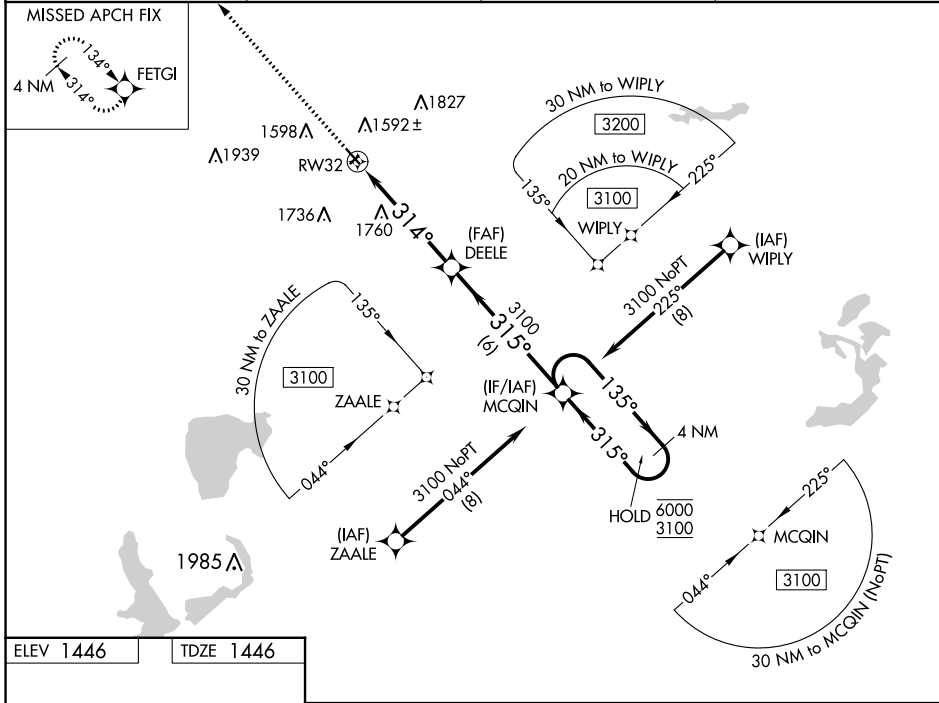 MISSED APCH FIX
134°
4 NM
314°
FETGI
1827
1598
1592 ±
1939
RW32
1736
1760
314°
(FAF)
DEELE
30 NM to WIPLY
3200
20 NM to WIPLY
3100
135°
225°
WIPLY
(IAF)
WIPLY
3100 NoPT
225°
(8)
30 NM to ZAALE
135°
3100
ZAALE
044°
3100
315°
(6)
(IF/IAF)
MCQIN
135°
315°
4 NM
HOLD 6000
3100
3100 NoPT
044°
(8)
(IAF)
ZAALE
1985
225°
MCQIN
044°
3100
30 NM to MCQIN (NoPT)
ELEV 1446
TDZE 1446